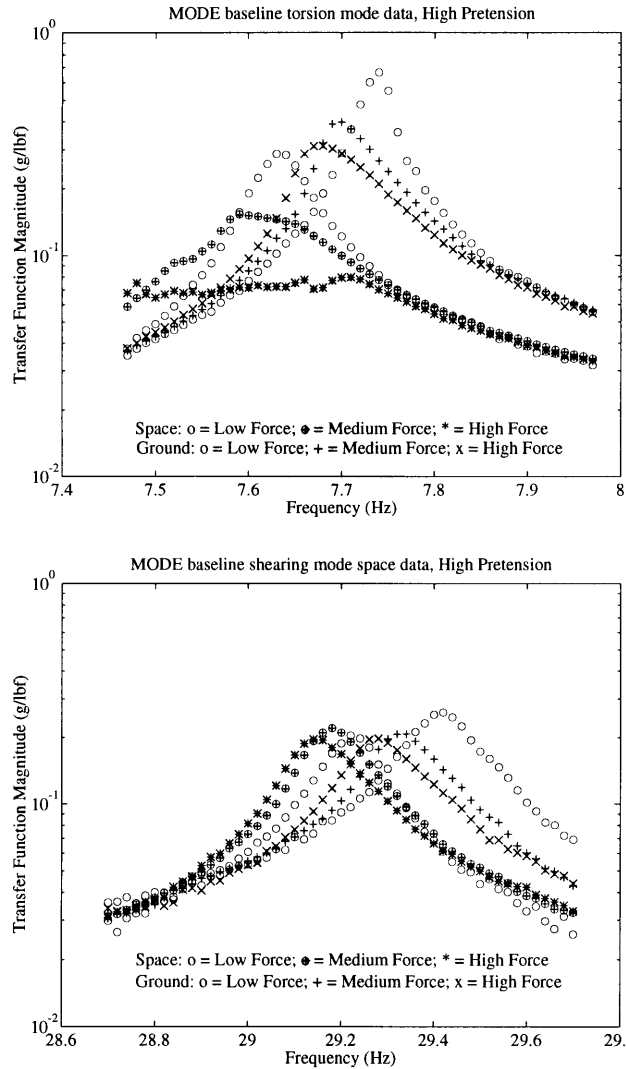 MODE baseline torsion mode data, High Pretension
10^0
10^-1
10^-2
Transfer Function Magnitude (g/lbf)
Space: o = Low Force; ⊕ = Medium Force; * = High Force
Ground: o = Low Force; + = Medium Force; x = High Force
7.4 7.5 7.6 7.7 7.8 7.9 8
Frequency (Hz)
MODE baseline shearing mode space data, High Pretension
10^0
10^-1
10^-2
Transfer Function Magnitude (g/lbf)
Space: o = Low Force; ⊕ = Medium Force; * = High Force
Ground: o = Low Force; + = Medium Force; x = High Force
28.6 28.8 29 29.2 29.4 29.6 29.
Frequency (Hz)